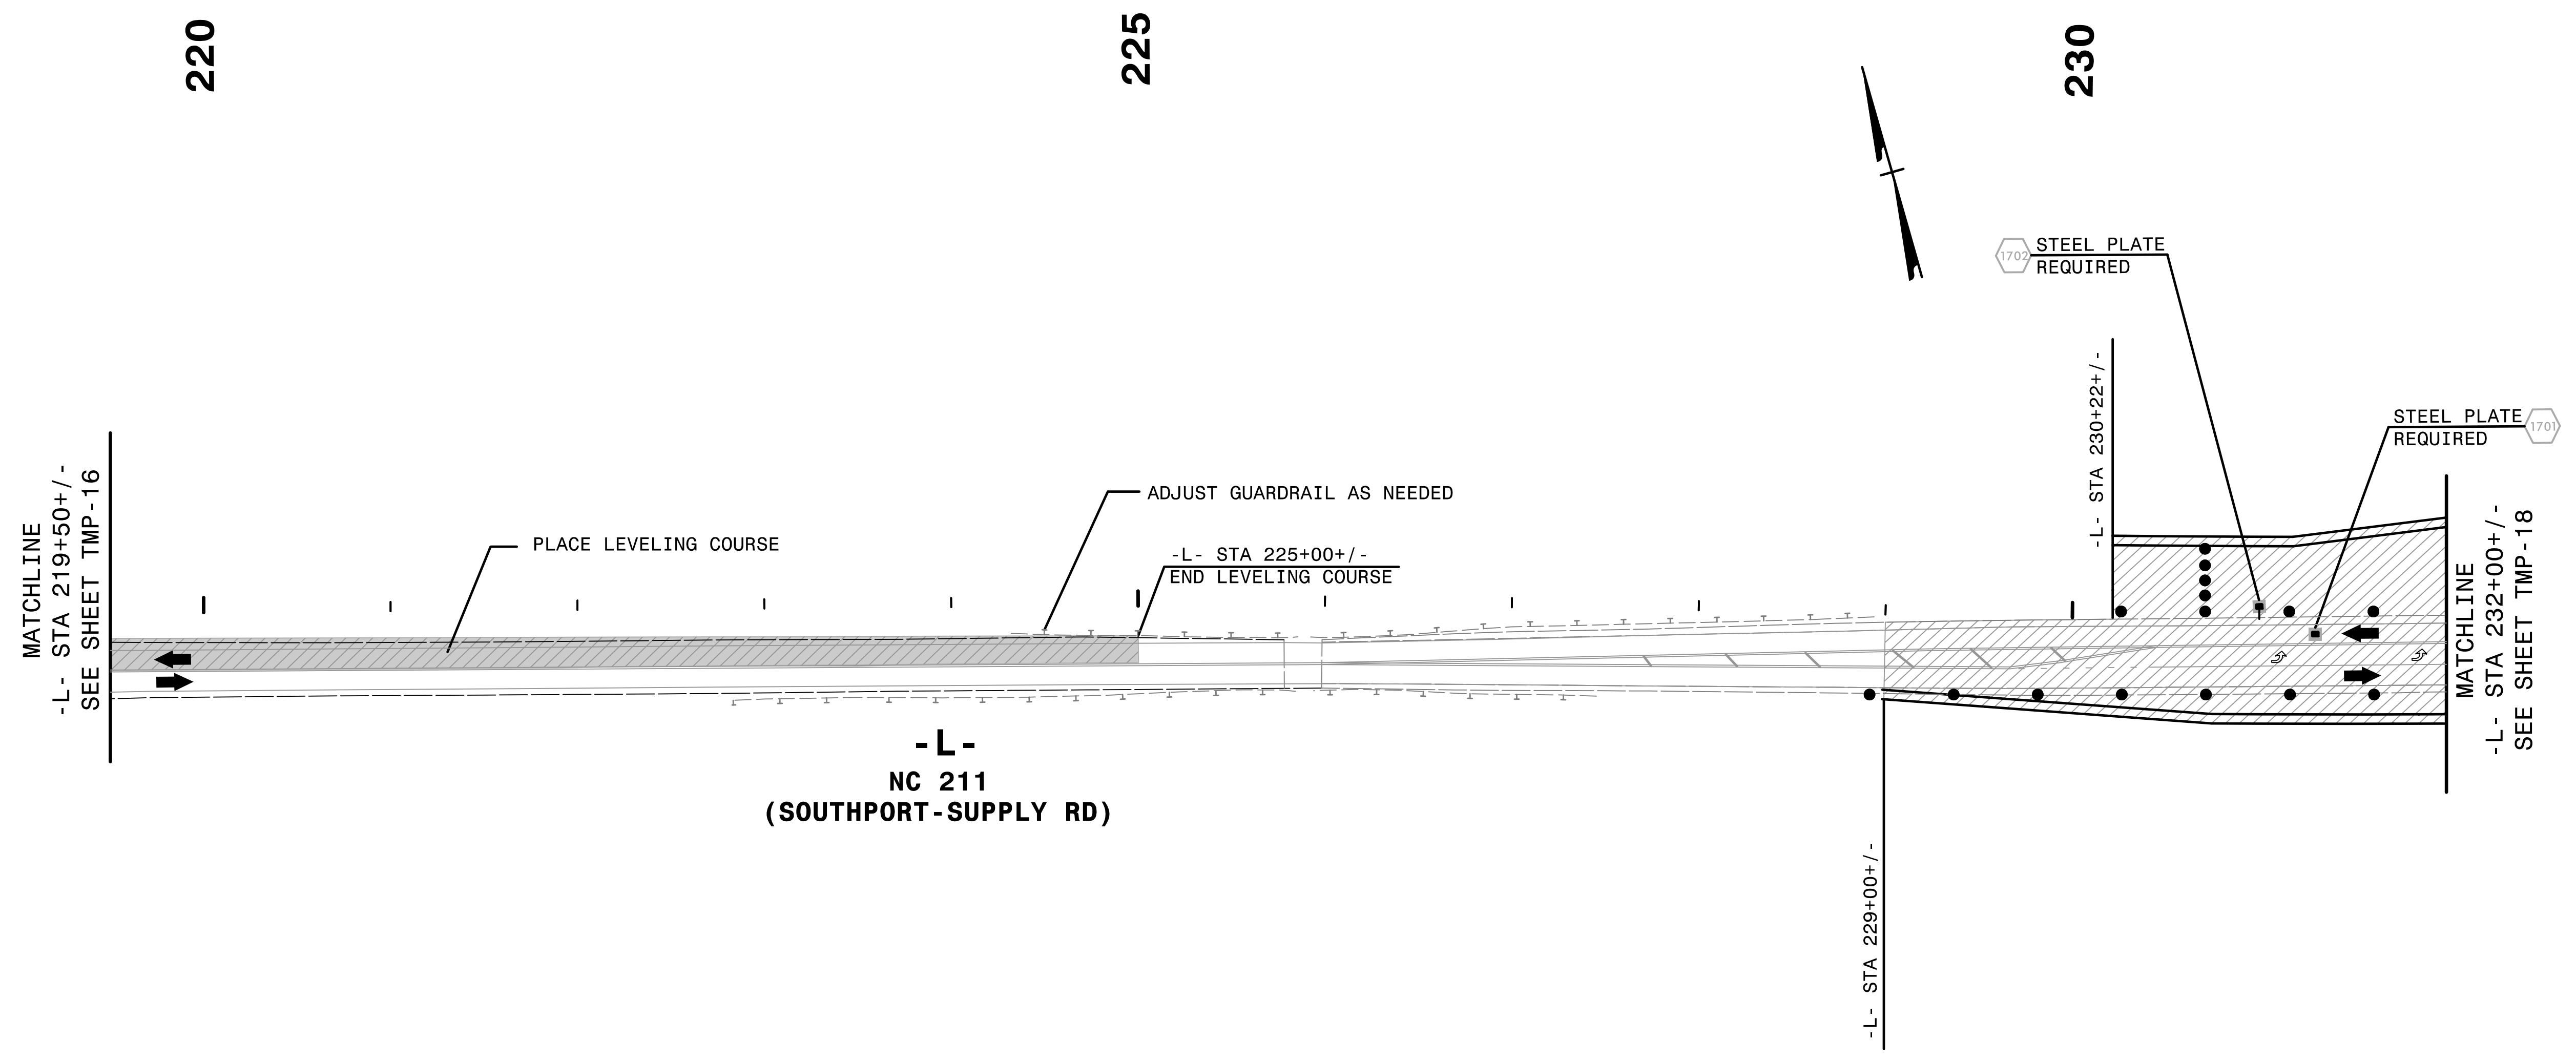 220
225
230
1702
STEEL PLATE
REQUIRED
-L- STA 230+22+/-
STEEL PLATE
REQUIRED
1701
MATCHLINE
-L- STA 219+50+/-
SEE SHEET TMP-16
PLACE LEVELING COURSE
ADJUST GUARDRAIL AS NEEDED
-L- STA 225+00+/-
END LEVELING COURSE
MATCHLINE
-L- STA 232+00+/-
SEE SHEET TMP-18
-L-
NC 211
(SOUTHPORT-SUPPLY RD)
-L- STA 229+00+/-